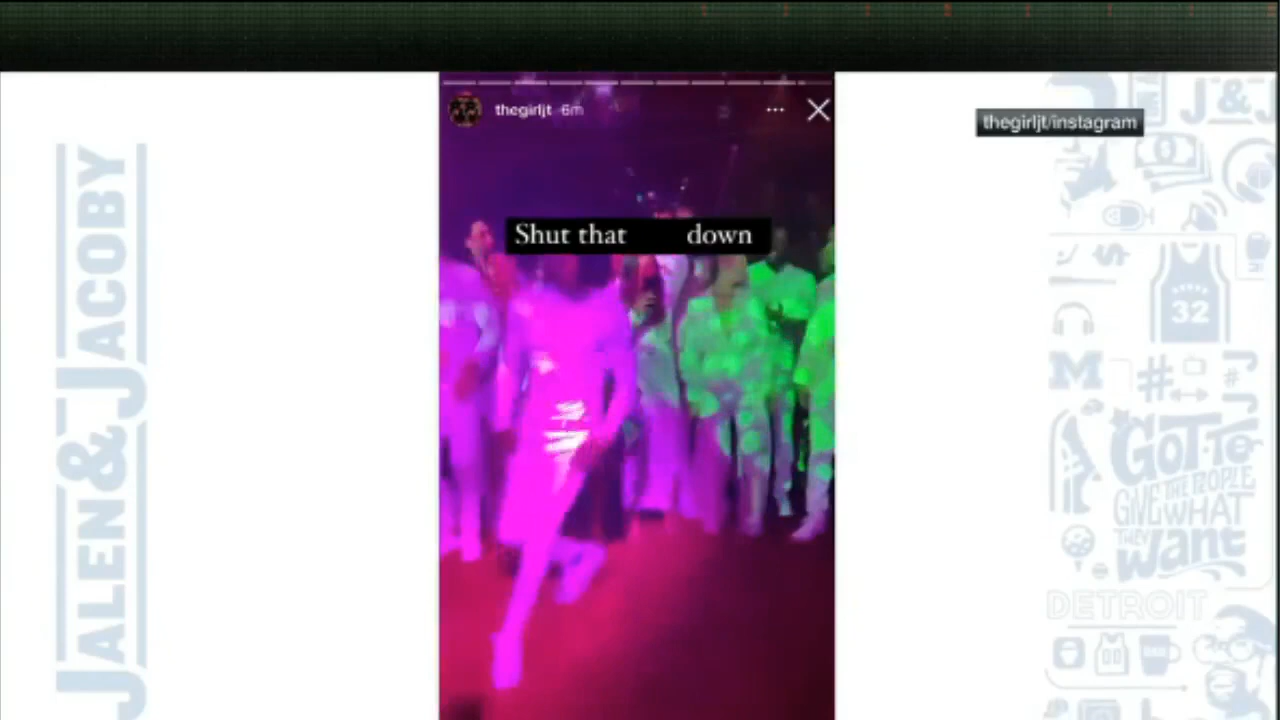 JALEN & JACOBY
thegirljt 6m
Shut that down
thegirljt/instagram
J&J
32
M
#
#JJ
GOT TO
GIVE THE PEOPLE
WHAT
THEY
Want
DETROIT